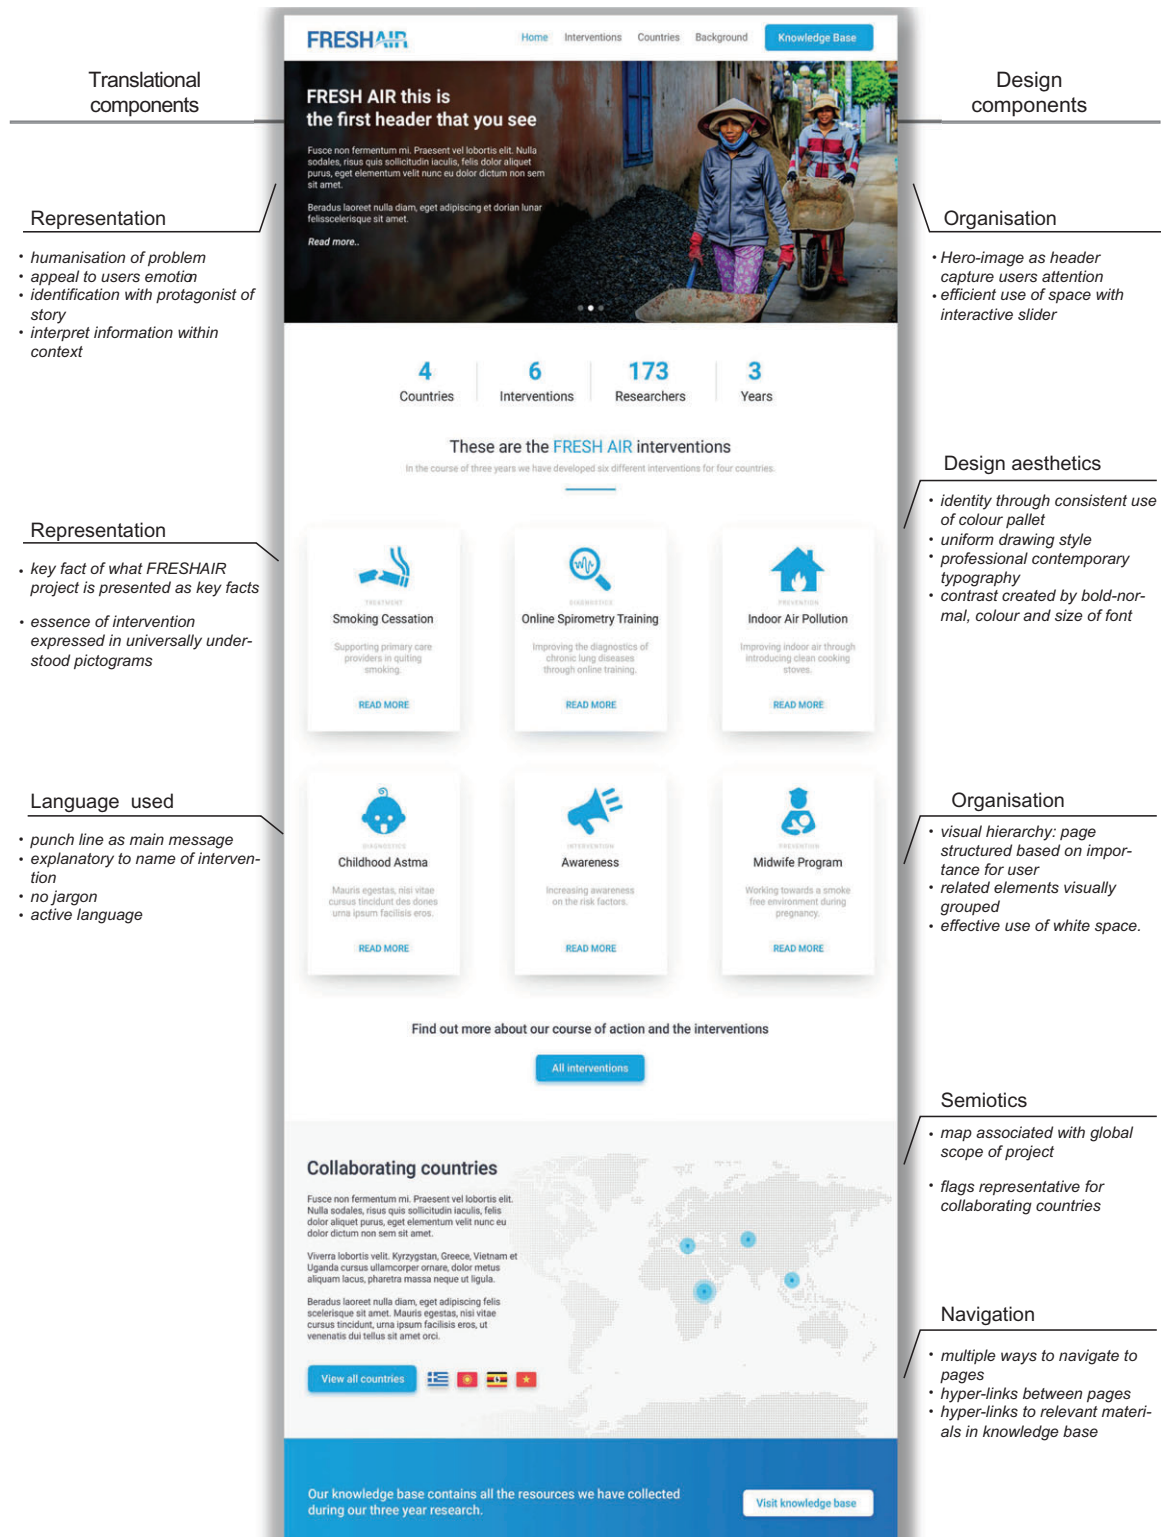 Translational
components
Representation
• humanisation of problem
• appeal to users emotion
• identification with protagonist of
story
• interpret information within
context
Representation
• key fact of what FRESHAIR
project is presented as key facts
• essence of intervention
expressed in universally under-
stood pictograms
Language used
• punch line as main message
• explanatory to name of interven-
tion
• no jargon
• active language
FRESHAIR
Home Interventions Countries Background Knowledge Base
FRESH AIR this is
the first header that you see
Fusce non fermentum mi. Praesent vel lobortis elit. Nulla
sodales, risus quis sollicitudin iaculis, felis dolor aliquet
purus, eget elementum velit nunc eu dolor dictum non sem
sit amet.
Beradus laoreet nulla diam, eget adipiscing et dorian lunar
felisscelerisque sit amet.
Read more..
4 6 173 3
Countries Interventions Researchers Years
These are the FRESH AIR interventions
In the course of three years we have developed six different interventions for four countries.
TREATMENT
Smoking Cessation
Supporting primary care
providers in quiting
smoking.
READ MORE
DIAGNOSTICS
Online Spirometry Training
Improving the diagnostics of
chronic lung diseases
through online training.
READ MORE
PREVENTION
Indoor Air Pollution
Improving indoor air through
introducing clean cooking
stoves.
READ MORE
DIAGNOSTICS
Childhood Astma
Mauris egestas, nisi vitae
cursus tincidunt des dones
urna ipsum facilisis eros.
READ MORE
INTERVENTION
Awareness
Increasing awareness
on the risk factors.
READ MORE
PREVENTION
Midwife Program
Working towards a smoke
free environment during
pregnancy.
READ MORE
Find out more about our course of action and the interventions
All interventions
Collaborating countries
Fusce non fermentum mi. Praesent vel lobortis elit.
Nulla sodales, risus quis sollicitudin iaculis, felis
dolor aliquet purus, eget elementum velit nunc eu
dolor dictum non sem sit amet.
Viverra lobortis velit. Kyrzygstan, Greece, Vietnam et
Uganda cursus ullamcorper ornare, dolor metus
aliquam lacus, pharetra massa neque ut ligula.
Beradus laoreet nulla diam, eget adipiscing felis
scelerisque sit amet. Mauris egestas, nisi vitae
cursus tincidunt, urna ipsum facilisis eros, ut
venenatis dui tellus sit amet orci.
View all countries
Our knowledge base contains all the resources we have collected
during our three year research.
Visit knowledge base
Design
components
Organisation
• Hero-image as header
capture users attention
• efficient use of space with
interactive slider
Design aesthetics
• identity through consistent use
of colour pallet
• uniform drawing style
• professional contemporary
typography
• contrast created by bold-nor-
mal, colour and size of font
Organisation
• visual hierarchy: page
structured based on impor-
tance for user
• related elements visually
grouped
• effective use of white space.
Semiotics
• map associated with global
scope of project
• flags representative for
collaborating countries
Navigation
• multiple ways to navigate to
pages
• hyper-links between pages
• hyper-links to relevant materi-
als in knowledge base